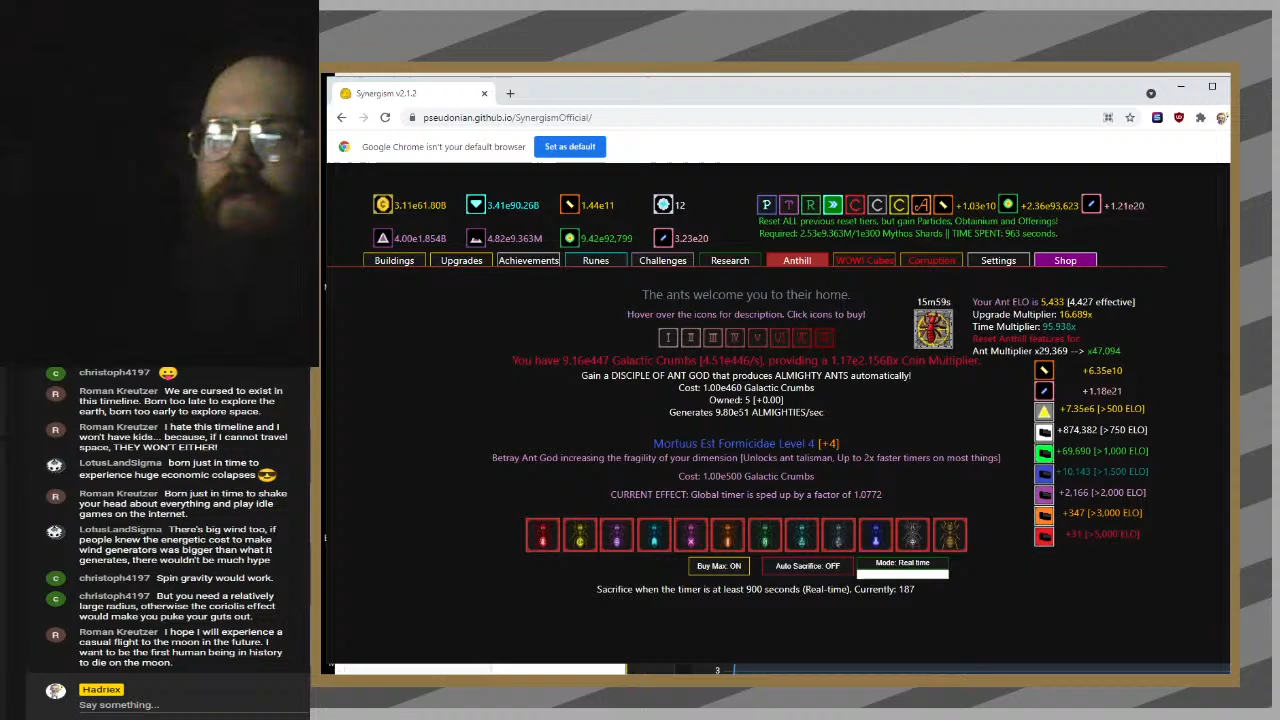 Synergism v2.1.2
pseudonian.github.io/SynergismOfficial/
Google Chrome isn't your default browser
Set as default
3.11e61.80B
3.41e90.26B
1.44e11
12
P T R C C C A
+1.03e10
+2.36e93,623
+1.21e20
Reset ALL previous reset tiers, but gain Particles, Obtainium and Offerings!
Required: 2.53e9.363M/1e300 Mythos Shards || TIME SPENT: 963 seconds.
4.00e1.854B
4.82e9.363M
9.42e92,799
3.23e20
Buildings
Upgrades
Achievements
Runes
Challenges
Research
Anthill
WOW! Cubes
Corruption
Settings
Shop
The ants welcome you to their home.
Hover over the icons for description. Click icons to buy!
I II III IV V VI
You have 9.16e447 Galactic Crumbs [4.51e446/s], providing a 1.17e2.156Bx Coin Multiplier.
Gain a DISCIPLE OF ANT GOD that produces ALMIGHTY ANTS automatically!
Cost: 1.00e460 Galactic Crumbs
Owned: 5 [+0.00]
Generates 9.80e51 ALMIGHTIES/sec
Mortuus Est Formicidae Level 4 [+4]
Betray Ant God increasing the fragility of your dimension [Unlocks ant talisman, Up to 2x faster timers on most things]
Cost: 1.00e500 Galactic Crumbs
CURRENT EFFECT: Global timer is sped up by a factor of 1.0772
Buy Max: ON
Auto Sacrifice: OFF
Mode: Real time
Sacrifice when the timer is at least 900 seconds (Real-time). Currently: 187
15m59s
Your Ant ELO is 5,433 [4,427 effective]
Upgrade Multiplier: 16.689x
Time Multiplier: 95.938x
Reset Anthill features for:
Ant Multiplier x29,369 --> x47,094
+6.35e10
+1.18e21
+7.35e6 [>500 ELO]
+874,382 [>750 ELO]
+69,690 [>1,000 ELO]
+10,143 [>1,500 ELO]
+2,166 [>2,000 ELO]
+347 [>3,000 ELO]
+31 [>5,000 ELO]
3
christoph4197 😛
Roman Kreutzer We are cursed to exist in
this timeline. Born too late to explore the
earth, born too early to explore space.
Roman Kreutzer I hate this timeline and I
won't have kids... because, if I cannot travel
space, THEY WON'T EITHER!
LotusLandSigma born just in time to
experience huge economic colapses 😎
Roman Kreutzer Born just in time to shake
your head about everything and play idle
games on the internet.
LotusLandSigma There's big wind too, if
people knew the energetic cost to make
wind generators was bigger than what it
generates, there wouldn't be much hype
christoph4197 Spin gravity would work.
christoph4197 But you need a relatively
large radius, otherwise the coriolis effect
would make you puke your guts out.
Roman Kreutzer I hope I will experience a
casual flight to the moon in the future. I
want to be the first human being in history
to die on the moon.
Hadriex
Say something...